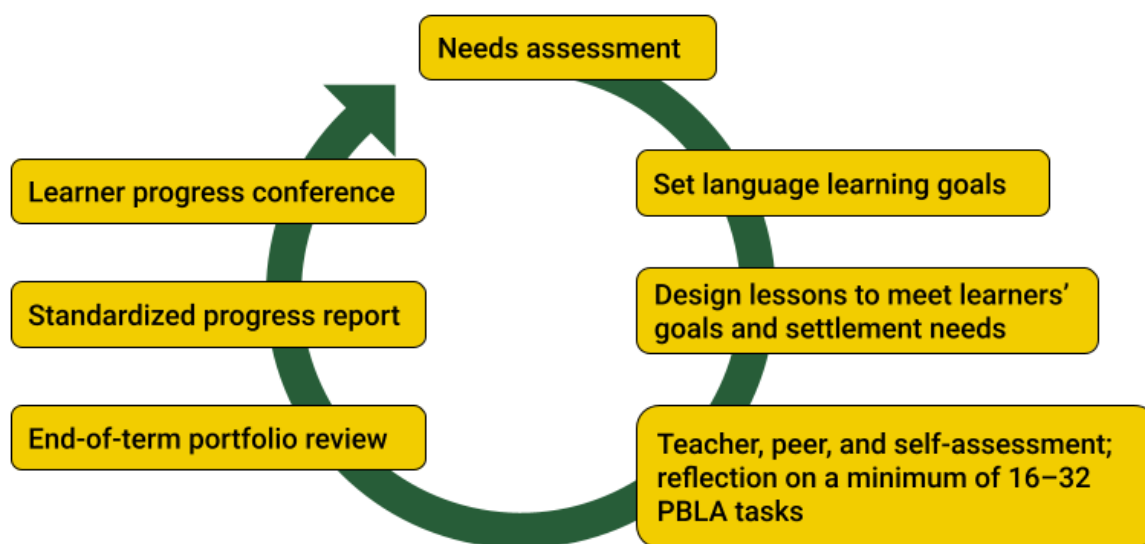 Needs assessment
Set language learning goals
Design lessons to meet learners’
goals and settlement needs
Teacher, peer, and self-assessment;
reflection on a minimum of 16–32
PBLA tasks
End-of-term portfolio review
Standardized progress report
Learner progress conference